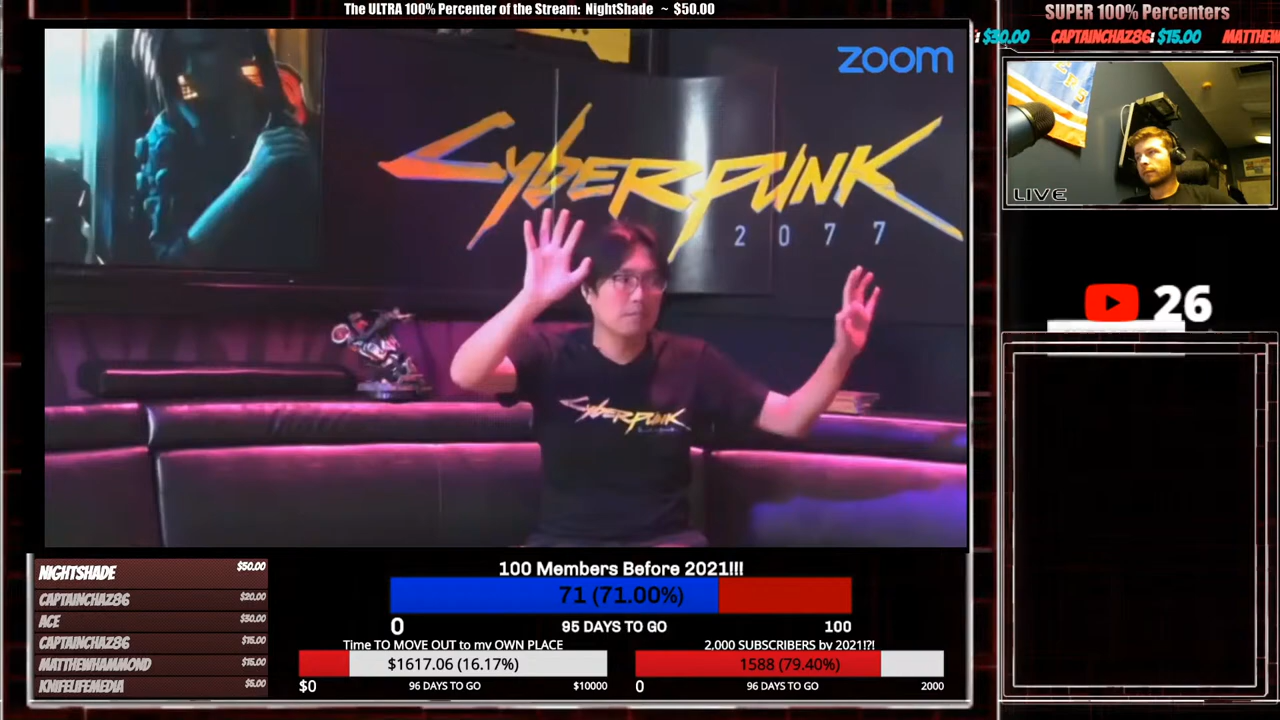 The ULTRA 100% Percenter of the Stream: NightShade ~ $50.00
SUPER 100% Percenters
: $30.00 CAPTAINCHAZ86: $15.00 MATTHEW
zoom
CYBERPUNK
2077
LIVE
26
CYBERPUNK
NIGHTSHADE $50.00
CAPTAINCHAZ86 $20.00
ACE $30.00
CAPTAINCHAZ86 $15.00
MATTHEWHAMMOND $15.00
KNIFELIFEMEDIA $5.00
100 Members Before 2021!!!
71 (71.00%)
0 95 DAYS TO GO 100
Time TO MOVE OUT to my OWN PLACE
$1617.06 (16.17%)
$0 96 DAYS TO GO $10000
2,000 SUBSCRIBERS by 2021!?!
1588 (79.40%)
0 96 DAYS TO GO 2000